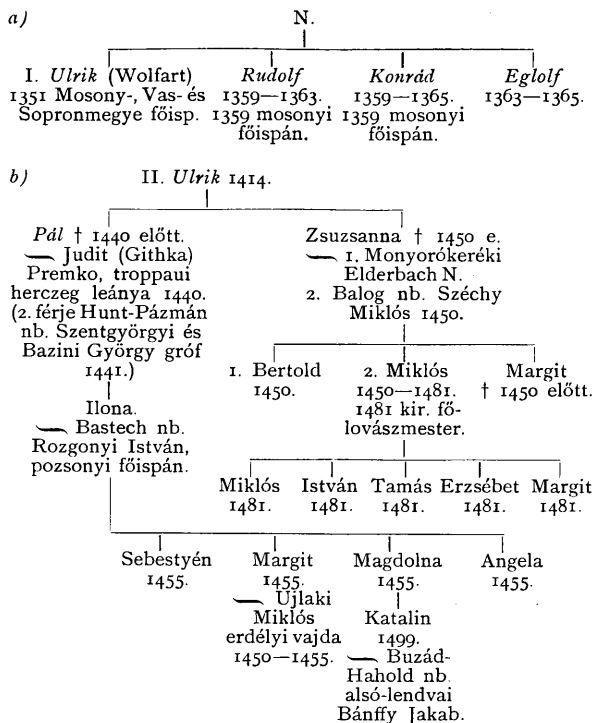 a)
N.
I. Ulrik (Wolfart)
1351 Mosony-, Vas- és
Sopronmegye főisp.
Rudolf
1359—1363.
1359 mosonyi
főispán.
Konrád
1359—1365.
1359 mosonyi
főispán.
Eglolf
1363—1365.
b)
II. Ulrik 1414.
Pál † 1440 előtt.
Judit (Githka)
Premko, troppaui
herczeg leánya 1440.
(2. férje Hunt-Pázmán
nb. Szentgyörgyi és
Bazini György gróf
1441.)
Ilona.
Bastech nb.
Rozgonyi István,
pozsonyi főispán.
Zsuzsanna † 1450 e.
1. Monyorókeréki
Elderbach N.
2. Balog nb. Széchy
Miklós 1450.
1. Bertold
1450.
2. Miklós
1450—1481.
1481 kir. fő-
lovászmester.
Margit
† 1450 előtt.
Miklós
1481.
István
1481.
Tamás
1481.
Erzsébet
1481.
Margit
1481.
Sebestyén
1455.
Margit
1455.
Ujlaki
Miklós
erdélyi vajda
1450—1455.
Magdolna
1455.
Katalin
1499.
Buzád-
Hahold nb.
alsó-lendvai
Bánffy Jakab.
Angela
1455.